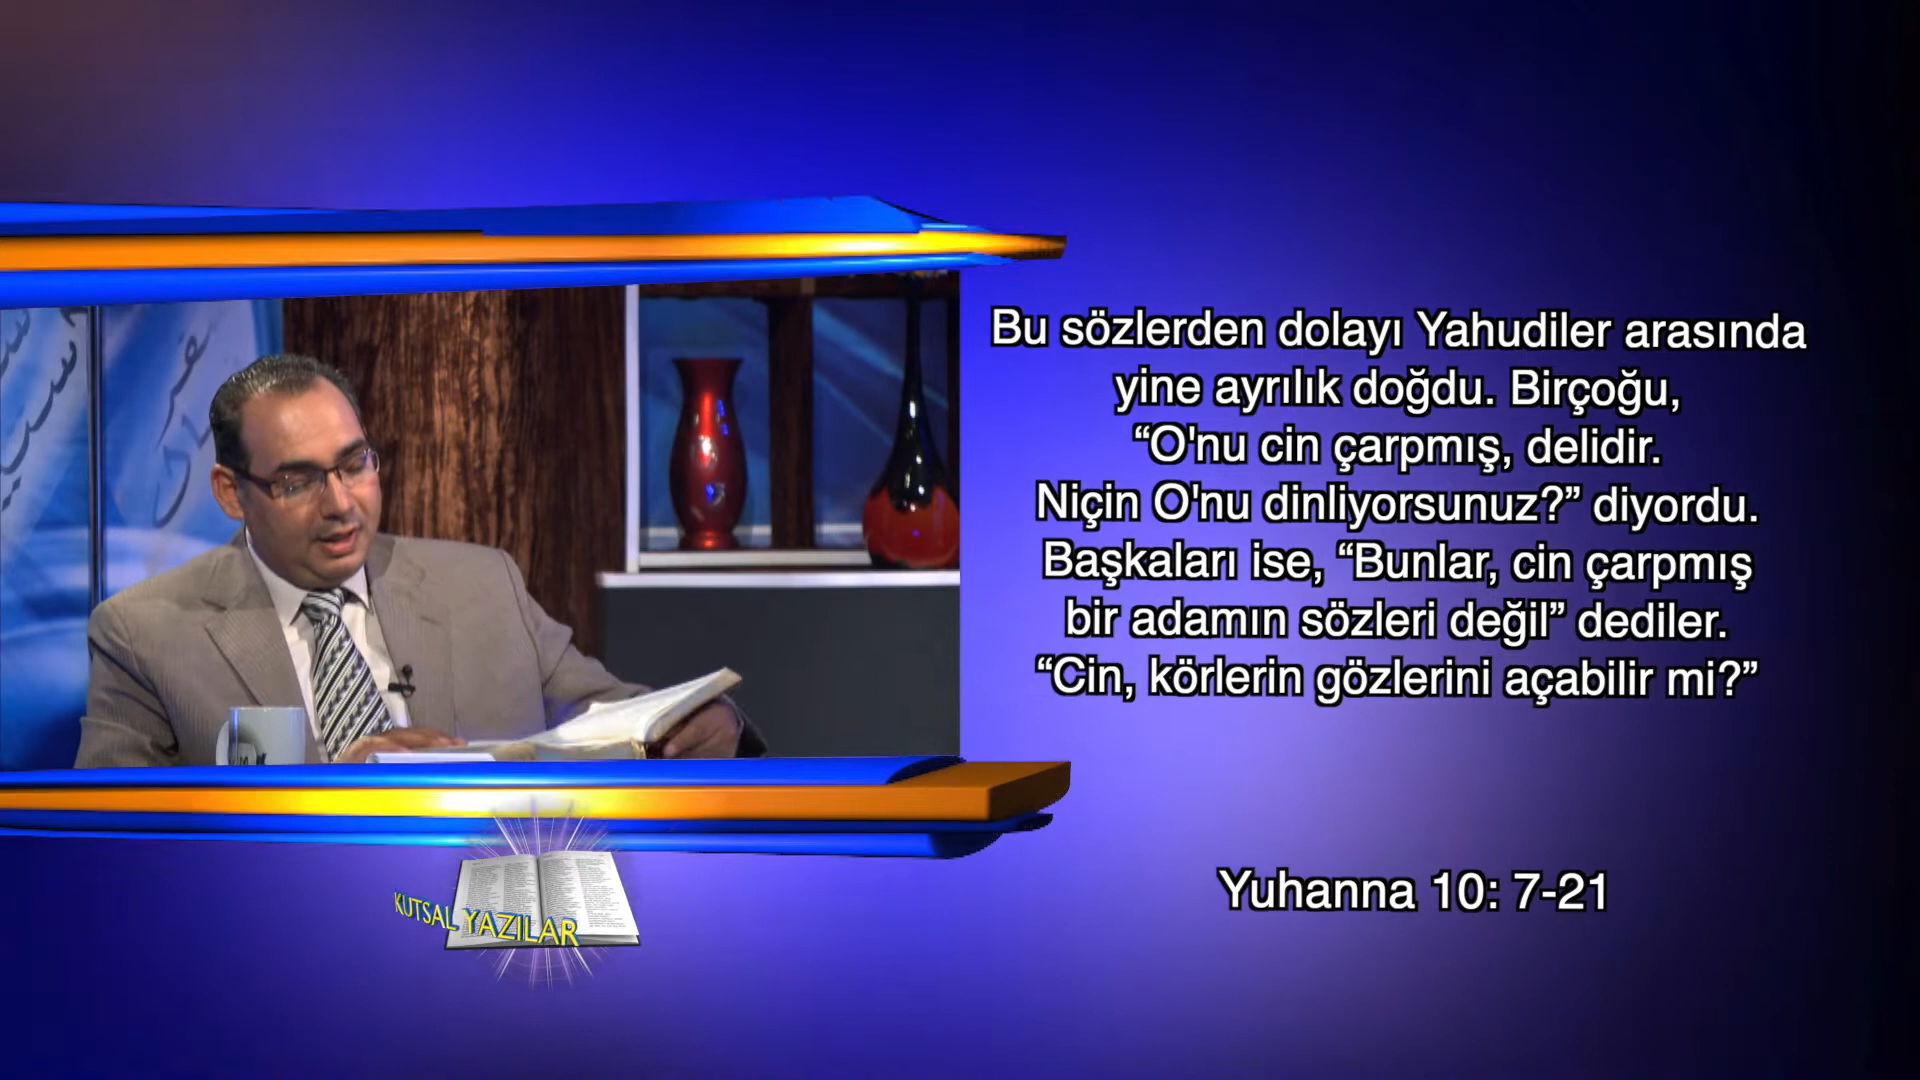 Bu sözlerden dolayı Yahudiler arasında
yine ayrılık doğdu. Birçoğu,
“O'nu cin çarpmış, delidir.
Niçin O'nu dinliyorsunuz?” diyordu.
Başkaları ise, “Bunlar, cin çarpmış
bir adamın sözleri değil” dediler.
“Cin, körlerin gözlerini açabilir mi?”
Yuhanna 10: 7-21
KUTSAL YAZILAR